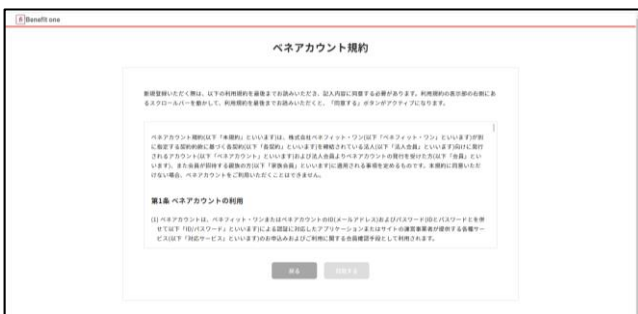 Benefit one
ベネアカウント規約
新規登録いただく際は、以下の利用規約を最後までお読みいただき、記入内容に同意する必要があります。利用規約の表示部の右側にあ
るスクロールバーを動かして、利用規約を最後までお読みいただくと、「同意する」ボタンがアクティブになります。
ベネアカウント規約(以下「本規約」といいます)は、株式会社ベネフィット・ワン(以下「ベネフィット・ワン」といいます)が別
に指定する契約約款に基づく各契約(以下「各契約」といいます)を締結されている法人(以下「法人会員」といいます)向けに発行
されるアカウント(以下「ベネアカウント」といいます)および法人会員よりベネアカウントの発行を受けた方(以下「会員」とい
います)、また会員が招待する親族の方(以下「家族会員」といいます)に適用される事項を定めるものです。本規約に同意いただ
けない場合、ベネアカウントをご利用いただくことはできません。
第1条 ベネアカウントの利用
(1) ベネアカウントは、ベネフィット・ワンまたはベネアカウントのID(メールアドレス)およびパスワード(IDとパスワードとを併
せて以下「ID/パスワード」といいます)による認証に対応したアプリケーションまたはサイトの運営事業者が提供する各種サー
ビス(以下「対応サービス」といいます)のお申込みおよびご利用に関する会員確認手段として利用されます。
戻る
同意する